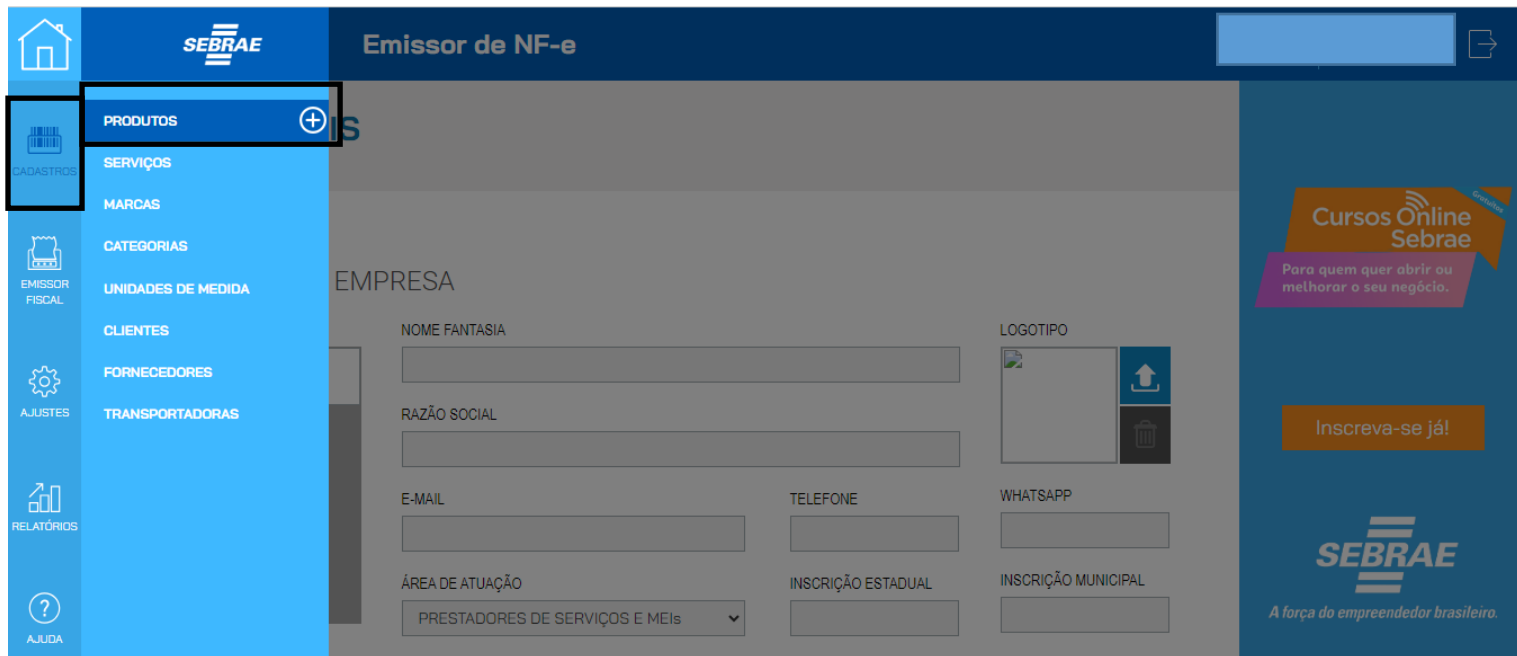 SEBRAE
Emissor de NF-e
CADASTROS
EMISSOR
FISCAL
AJUSTES
RELATÓRIOS
AJUDA
PRODUTOS
SERVIÇOS
MARCAS
CATEGORIAS
UNIDADES DE MEDIDA
CLIENTES
FORNECEDORES
TRANSPORTADORAS
IS
EMPRESA
NOME FANTASIA
LOGOTIPO
RAZÃO SOCIAL
E-MAIL
TELEFONE
WHATSAPP
ÁREA DE ATUAÇÃO
INSCRIÇÃO ESTADUAL
INSCRIÇÃO MUNICIPAL
PRESTADORES DE SERVIÇOS E MEIs
Gratuitos
Cursos Online
Sebrae
Para quem quer abrir ou
melhorar o seu negócio.
Inscreva-se já!
SEBRAE
A força do empreendedor brasileiro.